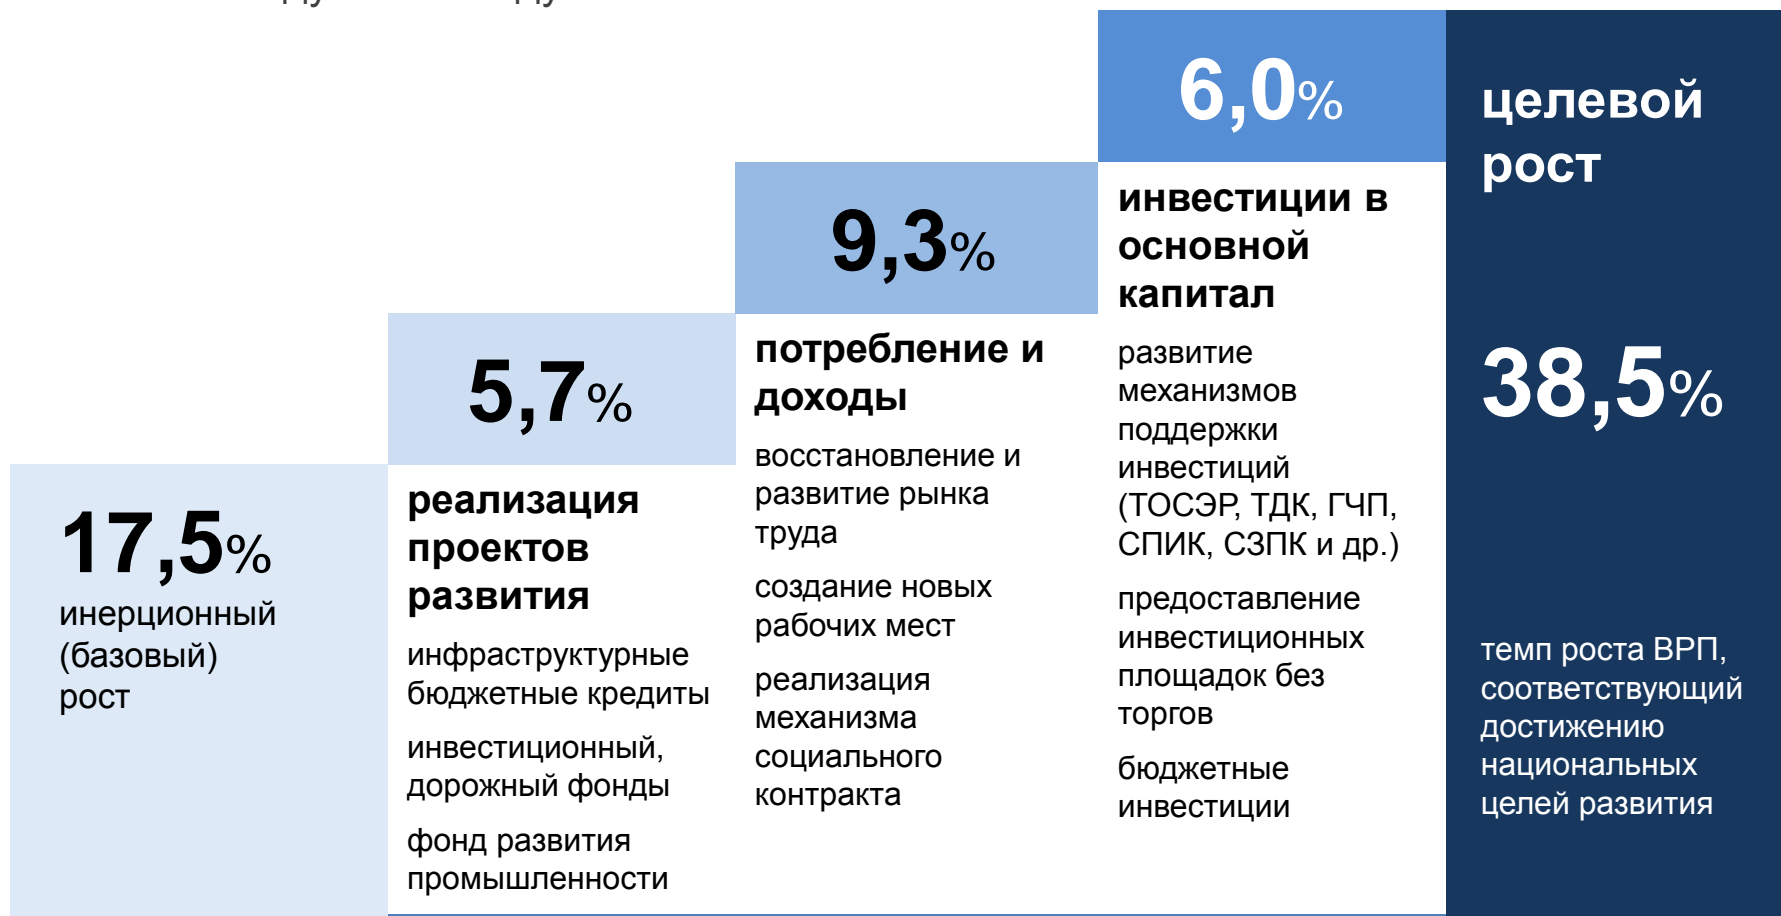 17,5%
инерционный
(базовый)
рост
5,7%
реализация
проектов
развития
инфраструктурные
бюджетные кредиты
инвестиционный,
дорожный фонды
фонд развития
промышленности
9,3%
потребление и
доходы
восстановление и
развитие рынка
труда
создание новых
рабочих мест
реализация
механизма
социального
контракта
6,0%
инвестиции в
основной
капитал
развитие
механизмов
поддержки
инвестиций
(ТОСЭР, ТДК, ГЧП,
СПИК, СЗПК и др.)
предоставление
инвестиционных
площадок без
торгов
бюджетные
инвестиции
целевой
рост
38,5%
темп роста ВРП,
соответствующий
достижению
национальных
целей развития